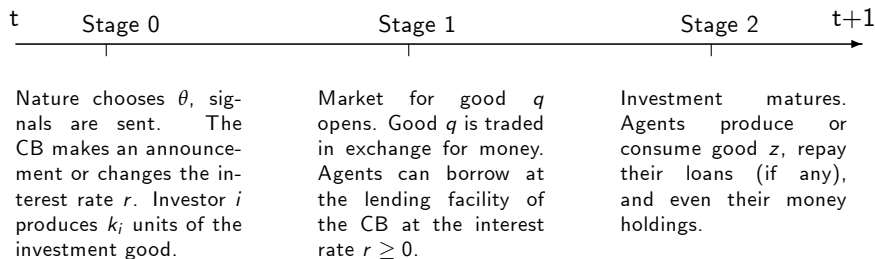 t
Stage 0
Stage 1
Stage 2
t+1
Nature chooses θ, sig-
nals are sent. The
CB makes an announce-
ment or changes the in-
terest rate r. Investor i
produces kᵢ units of the
investment good.
Market for good q
opens. Good q is traded
in exchange for money.
Agents can borrow at
the lending facility of
the CB at the interest
rate r ≥ 0.
Investment matures.
Agents produce or
consume good z, repay
their loans (if any),
and even their money
holdings.